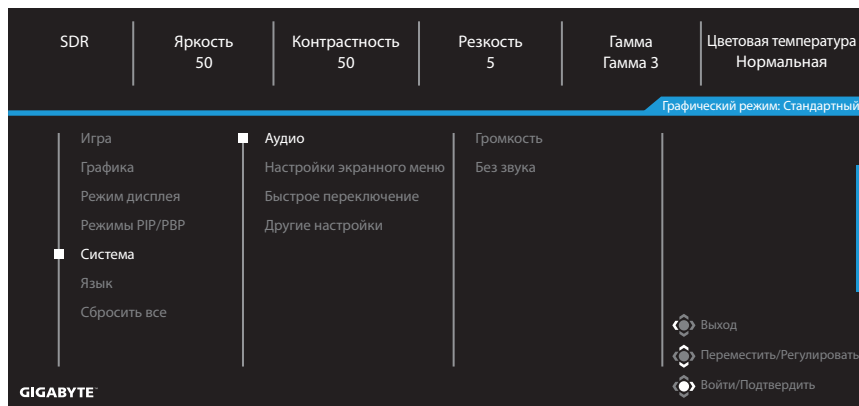 SDR
Яркость
50
Контрастность
50
Резкость
5
Гамма
Гамма 3
Цветовая температура
Нормальная
Графический режим: Стандартный
Игра
Графика
Режим дисплея
Режимы PIP/PBP
Система
Язык
Сбросить все
Аудио
Настройки экранного меню
Быстрое переключение
Другие настройки
Громкость
Без звука
Выход
Переместить/Регулировать
Войти/Подтвердить
GIGABYTE™